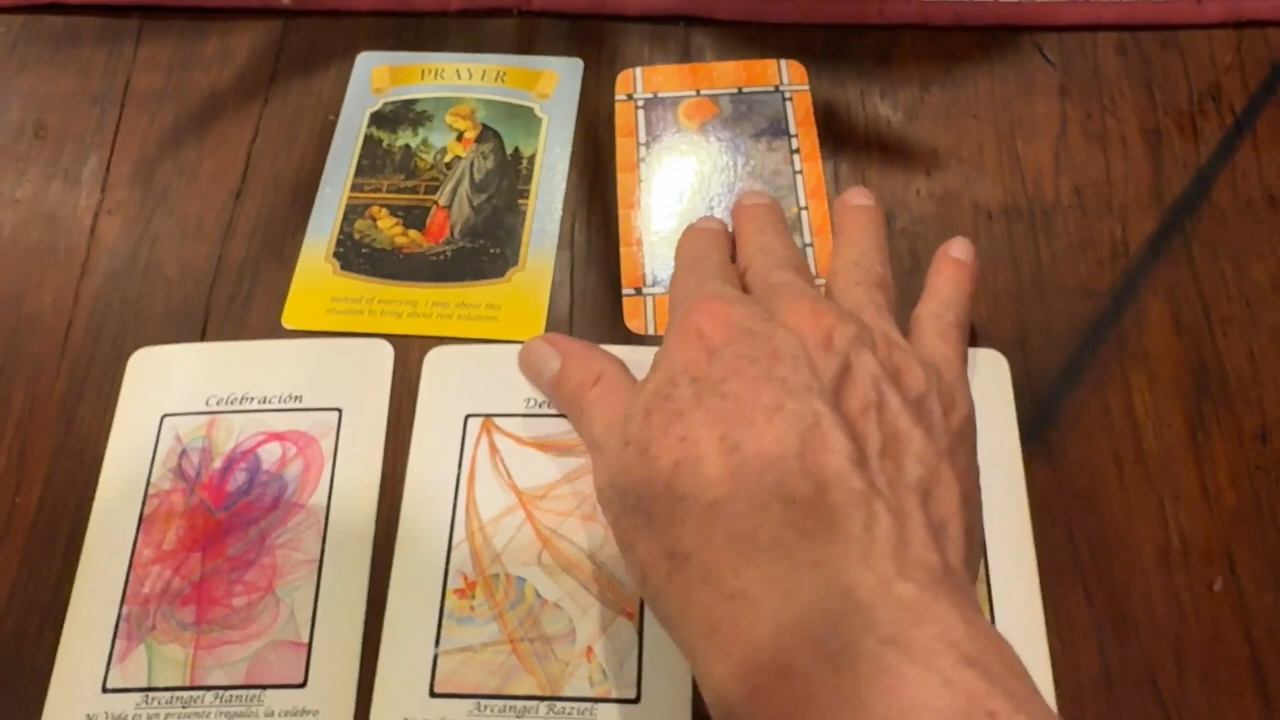 PRAYER
Instead of worrying, I pray about this
situation to bring about real solutions.
Celebración
Arcángel Haniel:
Mi Vida es un presente (regalo), la celebro
Arcángel Raziel: